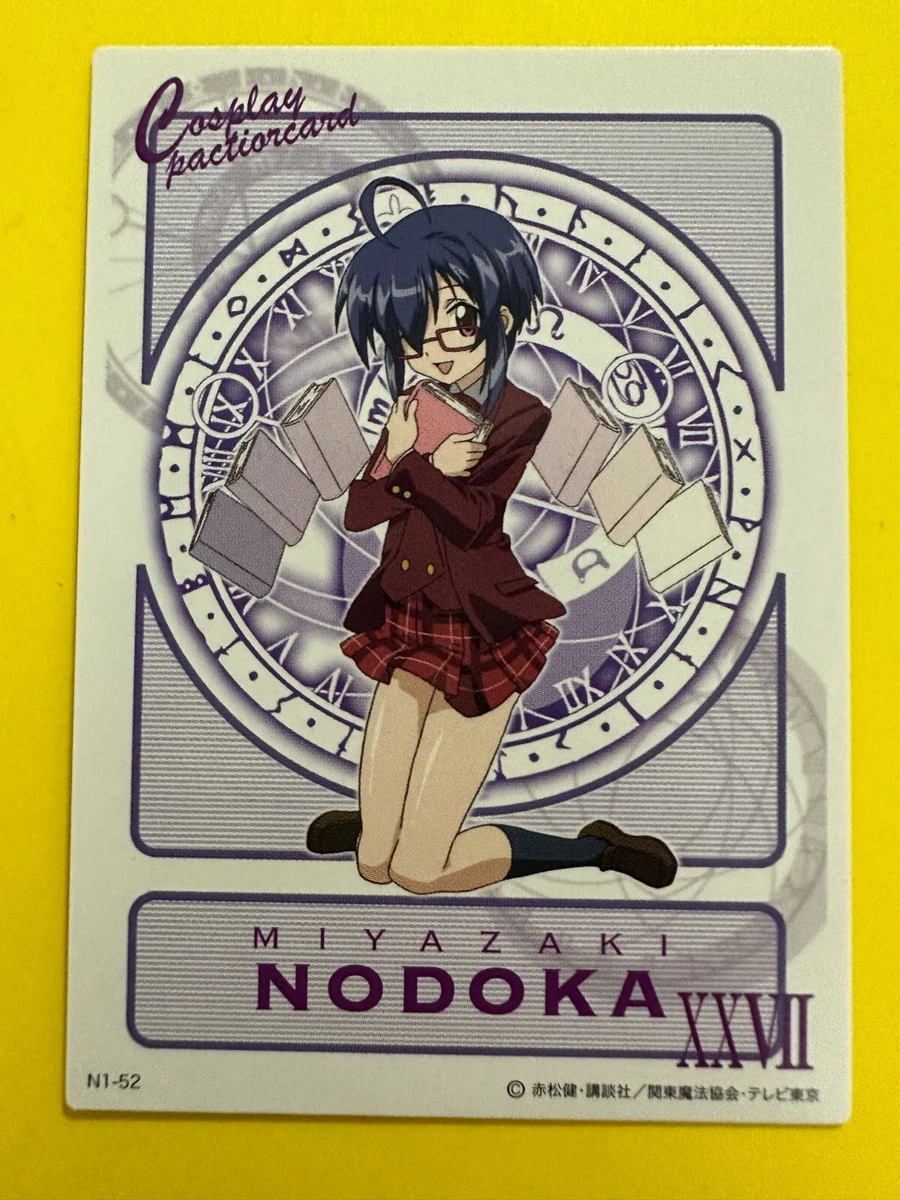 Cosplay
pactiorcard
MIYAZAKI
NODOKA
XXVII
N1-52
© 赤松健・講談社／関東魔法協会・テレビ東京